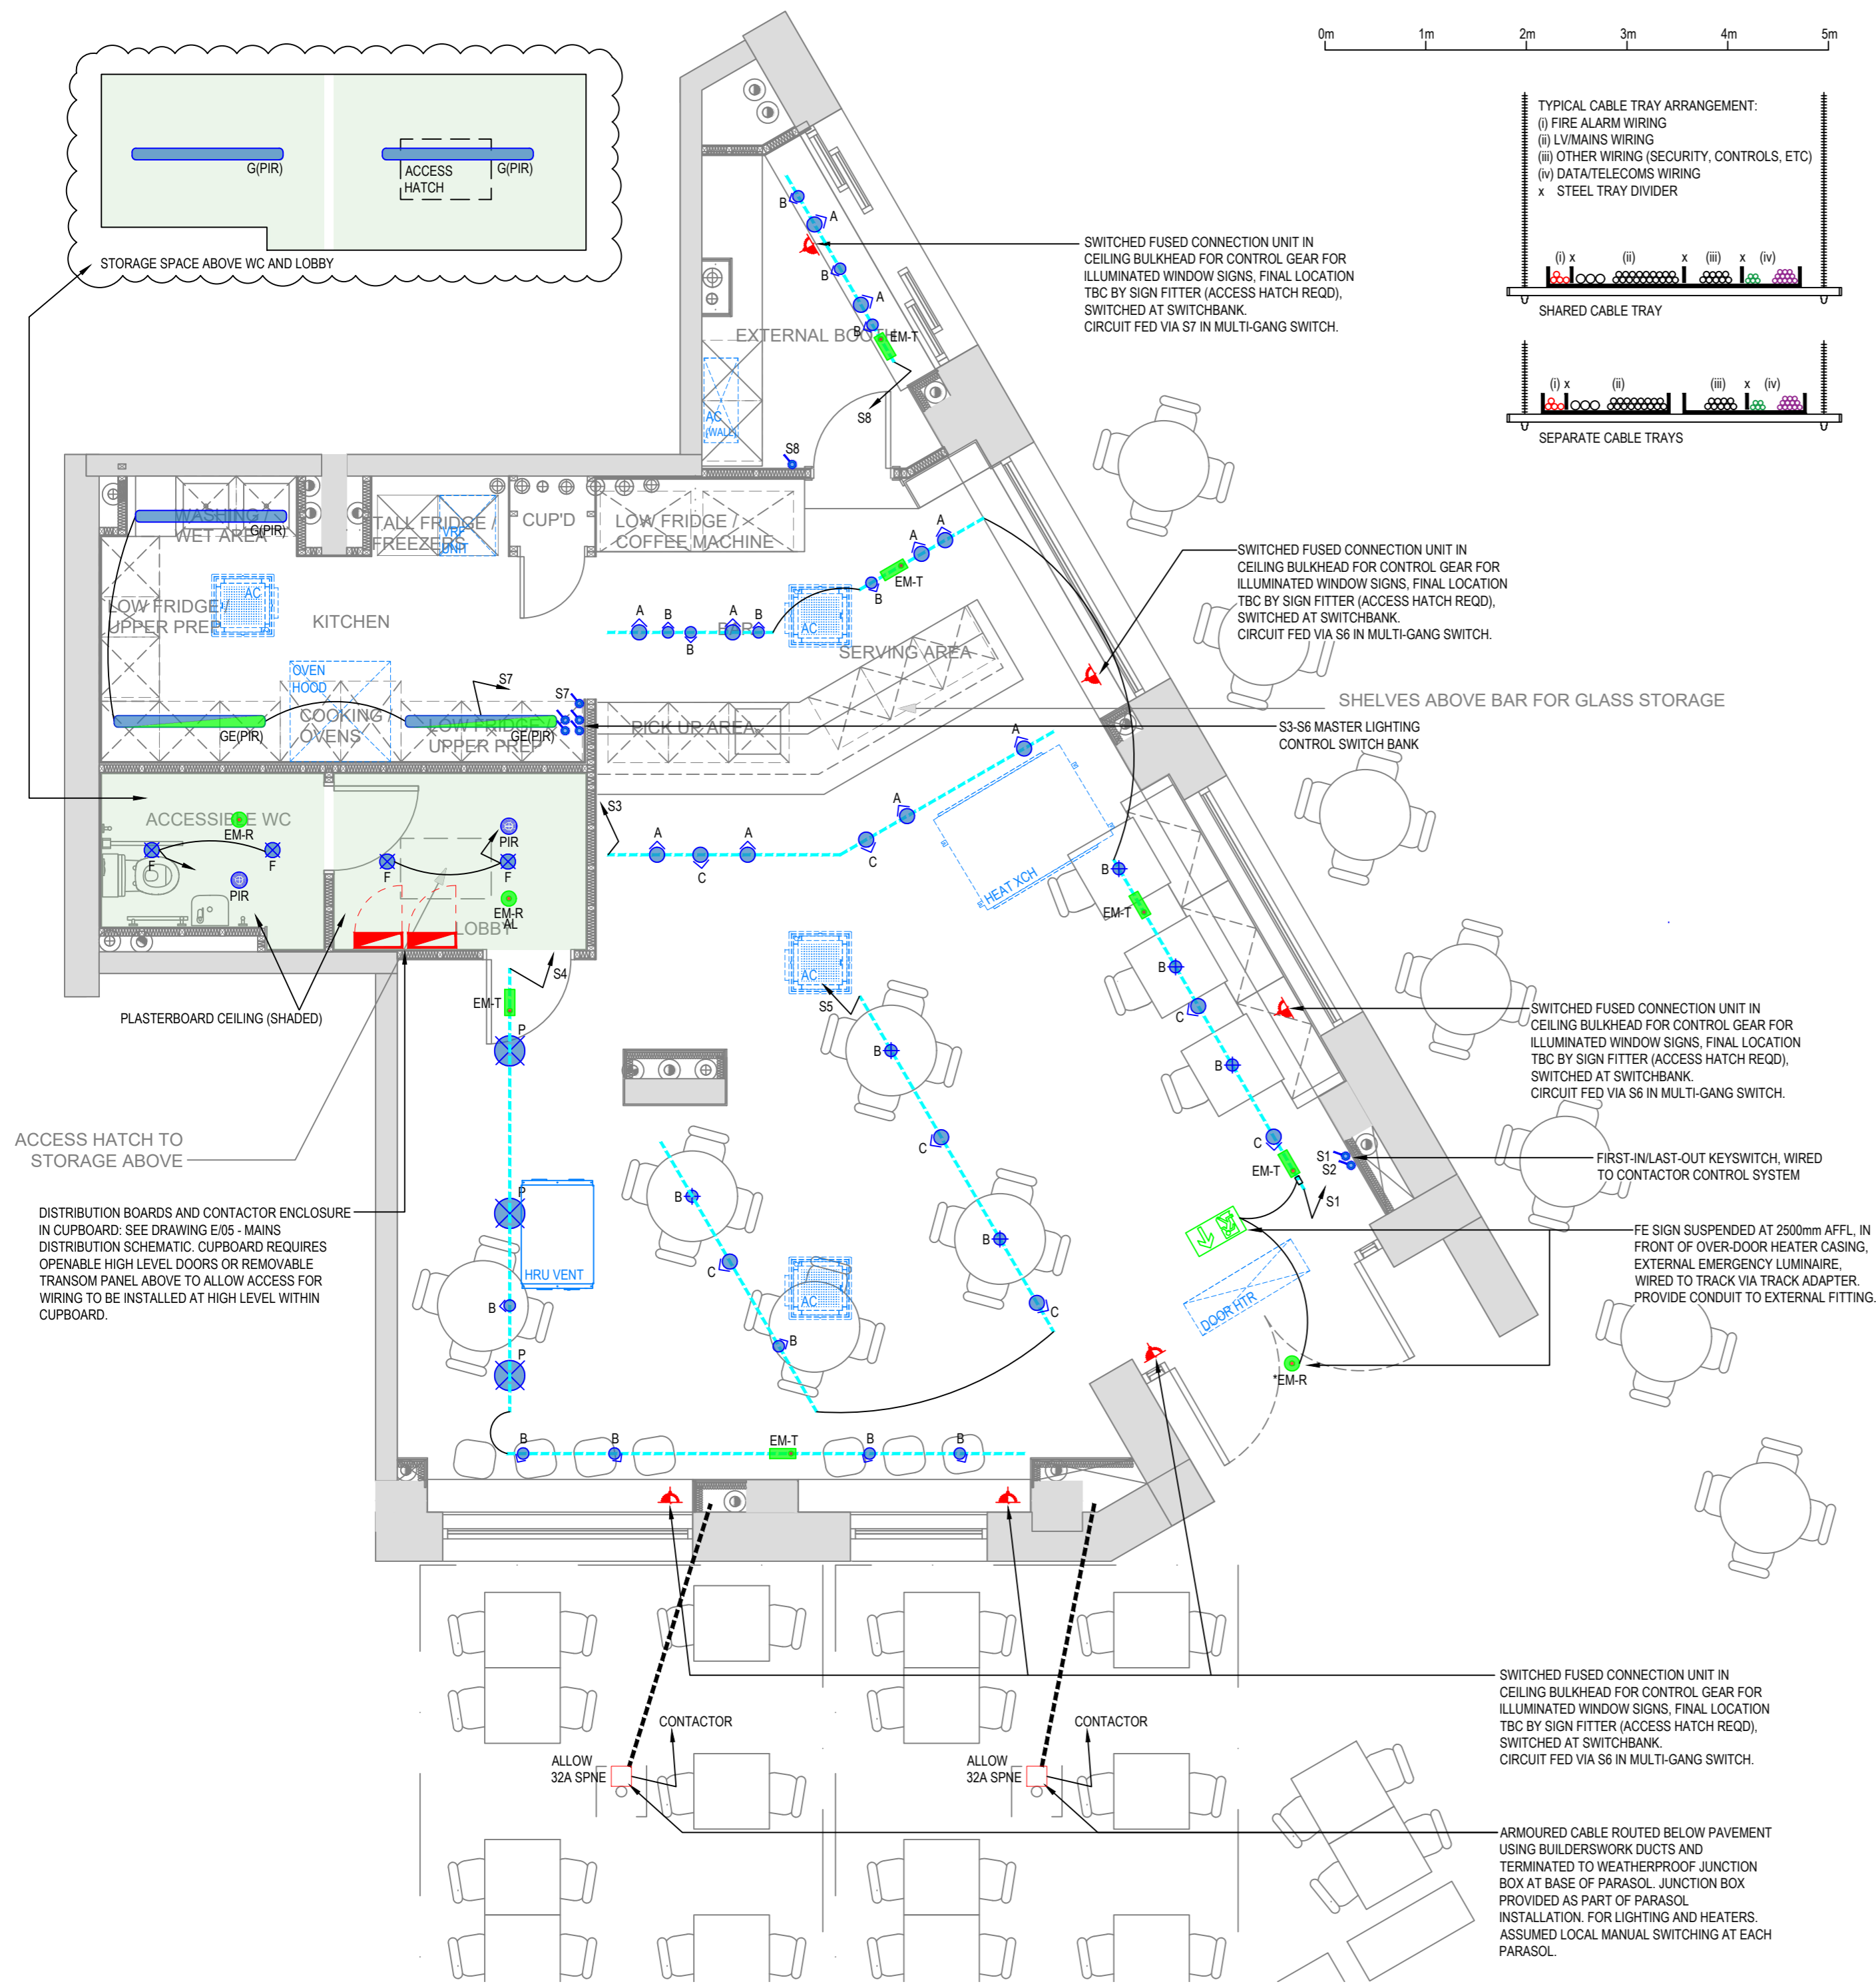 0m 1m 2m 3m 4m 5m
TYPICAL CABLE TRAY ARRANGEMENT:
(i) FIRE ALARM WIRING
(ii) LV/MAINS WIRING
(iii) OTHER WIRING (SECURITY, CONTROLS, ETC)
(iv) DATA/TELECOMS WIRING
x STEEL TRAY DIVIDER
(i) x (ii) x (iii) x (iv)
SHARED CABLE TRAY
(i) x (ii) (iii) x (iv)
SEPARATE CABLE TRAYS
G(PIR)
ACCESS
HATCH
G(PIR)
STORAGE SPACE ABOVE WC AND LOBBY
B
A
B
A
B
EM-T
EXTERNAL BOOTH
AC
(WALL)
S8
S8
SWITCHED FUSED CONNECTION UNIT IN
CEILING BULKHEAD FOR CONTROL GEAR FOR
ILLUMINATED WINDOW SIGNS, FINAL LOCATION
TBC BY SIGN FITTER (ACCESS HATCH REQD),
SWITCHED AT SWITCHBANK.
CIRCUIT FED VIA S7 IN MULTI-GANG SWITCH.
WASHING /
WET AREA
G(PIR)
TALL FRIDGE /
FREEZERS
VRF
UNIT
CUP'D
LOW FRIDGE /
COFFEE MACHINE
LOW FRIDGE /
UPPER PREP
AC
KITCHEN
A
A
EM-T
B
A
B
B
A
B
BAR
AC
SERVING AREA
SWITCHED FUSED CONNECTION UNIT IN
CEILING BULKHEAD FOR CONTROL GEAR FOR
ILLUMINATED WINDOW SIGNS, FINAL LOCATION
TBC BY SIGN FITTER (ACCESS HATCH REQD),
SWITCHED AT SWITCHBANK.
CIRCUIT FED VIA S6 IN MULTI-GANG SWITCH.
OVEN
HOOD
S7
S7
GE(PIR)
COOKING /
OVENS
LOW FRIDGE /
UPPER PREP
GE(PIR)
PICK UP AREA
SHELVES ABOVE BAR FOR GLASS STORAGE
S3-S6 MASTER LIGHTING
CONTROL SWITCH BANK
ACCESSIBLE WC
EM-R
F
F
PIR
PIR
F
F
EM-R
AL
LOBBY
S3
A
C
A
C
A
A
HEAT XCH
PLASTERBOARD CEILING (SHADED)
S4
EM-T
P
AC
S5
B
EM-T
B
C
B
C
EM-T
S1
S2
S1
SWITCHED FUSED CONNECTION UNIT IN
CEILING BULKHEAD FOR CONTROL GEAR FOR
ILLUMINATED WINDOW SIGNS, FINAL LOCATION
TBC BY SIGN FITTER (ACCESS HATCH REQD),
SWITCHED AT SWITCHBANK.
CIRCUIT FED VIA S6 IN MULTI-GANG SWITCH.
FIRST-IN/LAST-OUT KEYSWITCH, WIRED
TO CONTACTOR CONTROL SYSTEM
FE SIGN SUSPENDED AT 2500mm AFFL, IN
FRONT OF OVER-DOOR HEATER CASING,
EXTERNAL EMERGENCY LUMINAIRE,
WIRED TO TRACK VIA TRACK ADAPTER.
PROVIDE CONDUIT TO EXTERNAL FITTING.
ACCESS HATCH TO
STORAGE ABOVE
DISTRIBUTION BOARDS AND CONTACTOR ENCLOSURE
IN CUPBOARD: SEE DRAWING E/05 - MAINS
DISTRIBUTION SCHEMATIC. CUPBOARD REQUIRES
OPENABLE HIGH LEVEL DOORS OR REMOVABLE
TRANSOM PANEL ABOVE TO ALLOW ACCESS FOR
WIRING TO BE INSTALLED AT HIGH LEVEL WITHIN
CUPBOARD.
P
HRU VENT
B
P
B
C
B
AC
B
C
B
C
DOOR HTR
*EM-R
B
B
EM-T
B
B
SWITCHED FUSED CONNECTION UNIT IN
CEILING BULKHEAD FOR CONTROL GEAR FOR
ILLUMINATED WINDOW SIGNS, FINAL LOCATION
TBC BY SIGN FITTER (ACCESS HATCH REQD),
SWITCHED AT SWITCHBANK.
CIRCUIT FED VIA S6 IN MULTI-GANG SWITCH.
CONTACTOR
ALLOW
32A SPNE
CONTACTOR
ALLOW
32A SPNE
ARMOURED CABLE ROUTED BELOW PAVEMENT
USING BUILDERSWORK DUCTS AND
TERMINATED TO WEATHERPROOF JUNCTION
BOX AT BASE OF PARASOL. JUNCTION BOX
PROVIDED AS PART OF PARASOL
INSTALLATION. FOR LIGHTING AND HEATERS.
ASSUMED LOCAL MANUAL SWITCHING AT EACH
PARASOL.